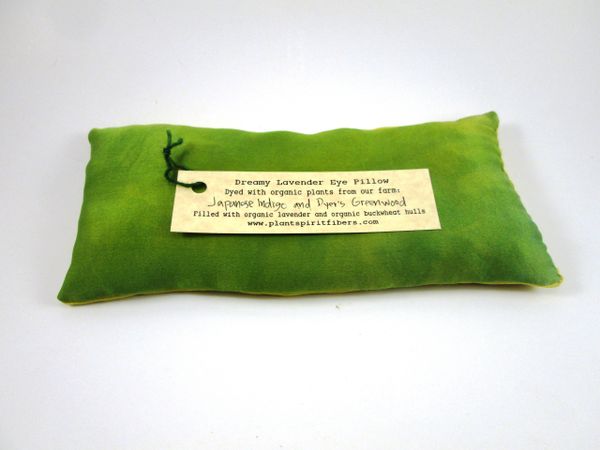 Dreamy Lavender Eye Pillow
Dyed with organic plants from our farm:
Japanese Indigo and Dyer's Greenwood
Filled with organic lavender and organic buckwheat hulls
www.plantspiritfibers.com